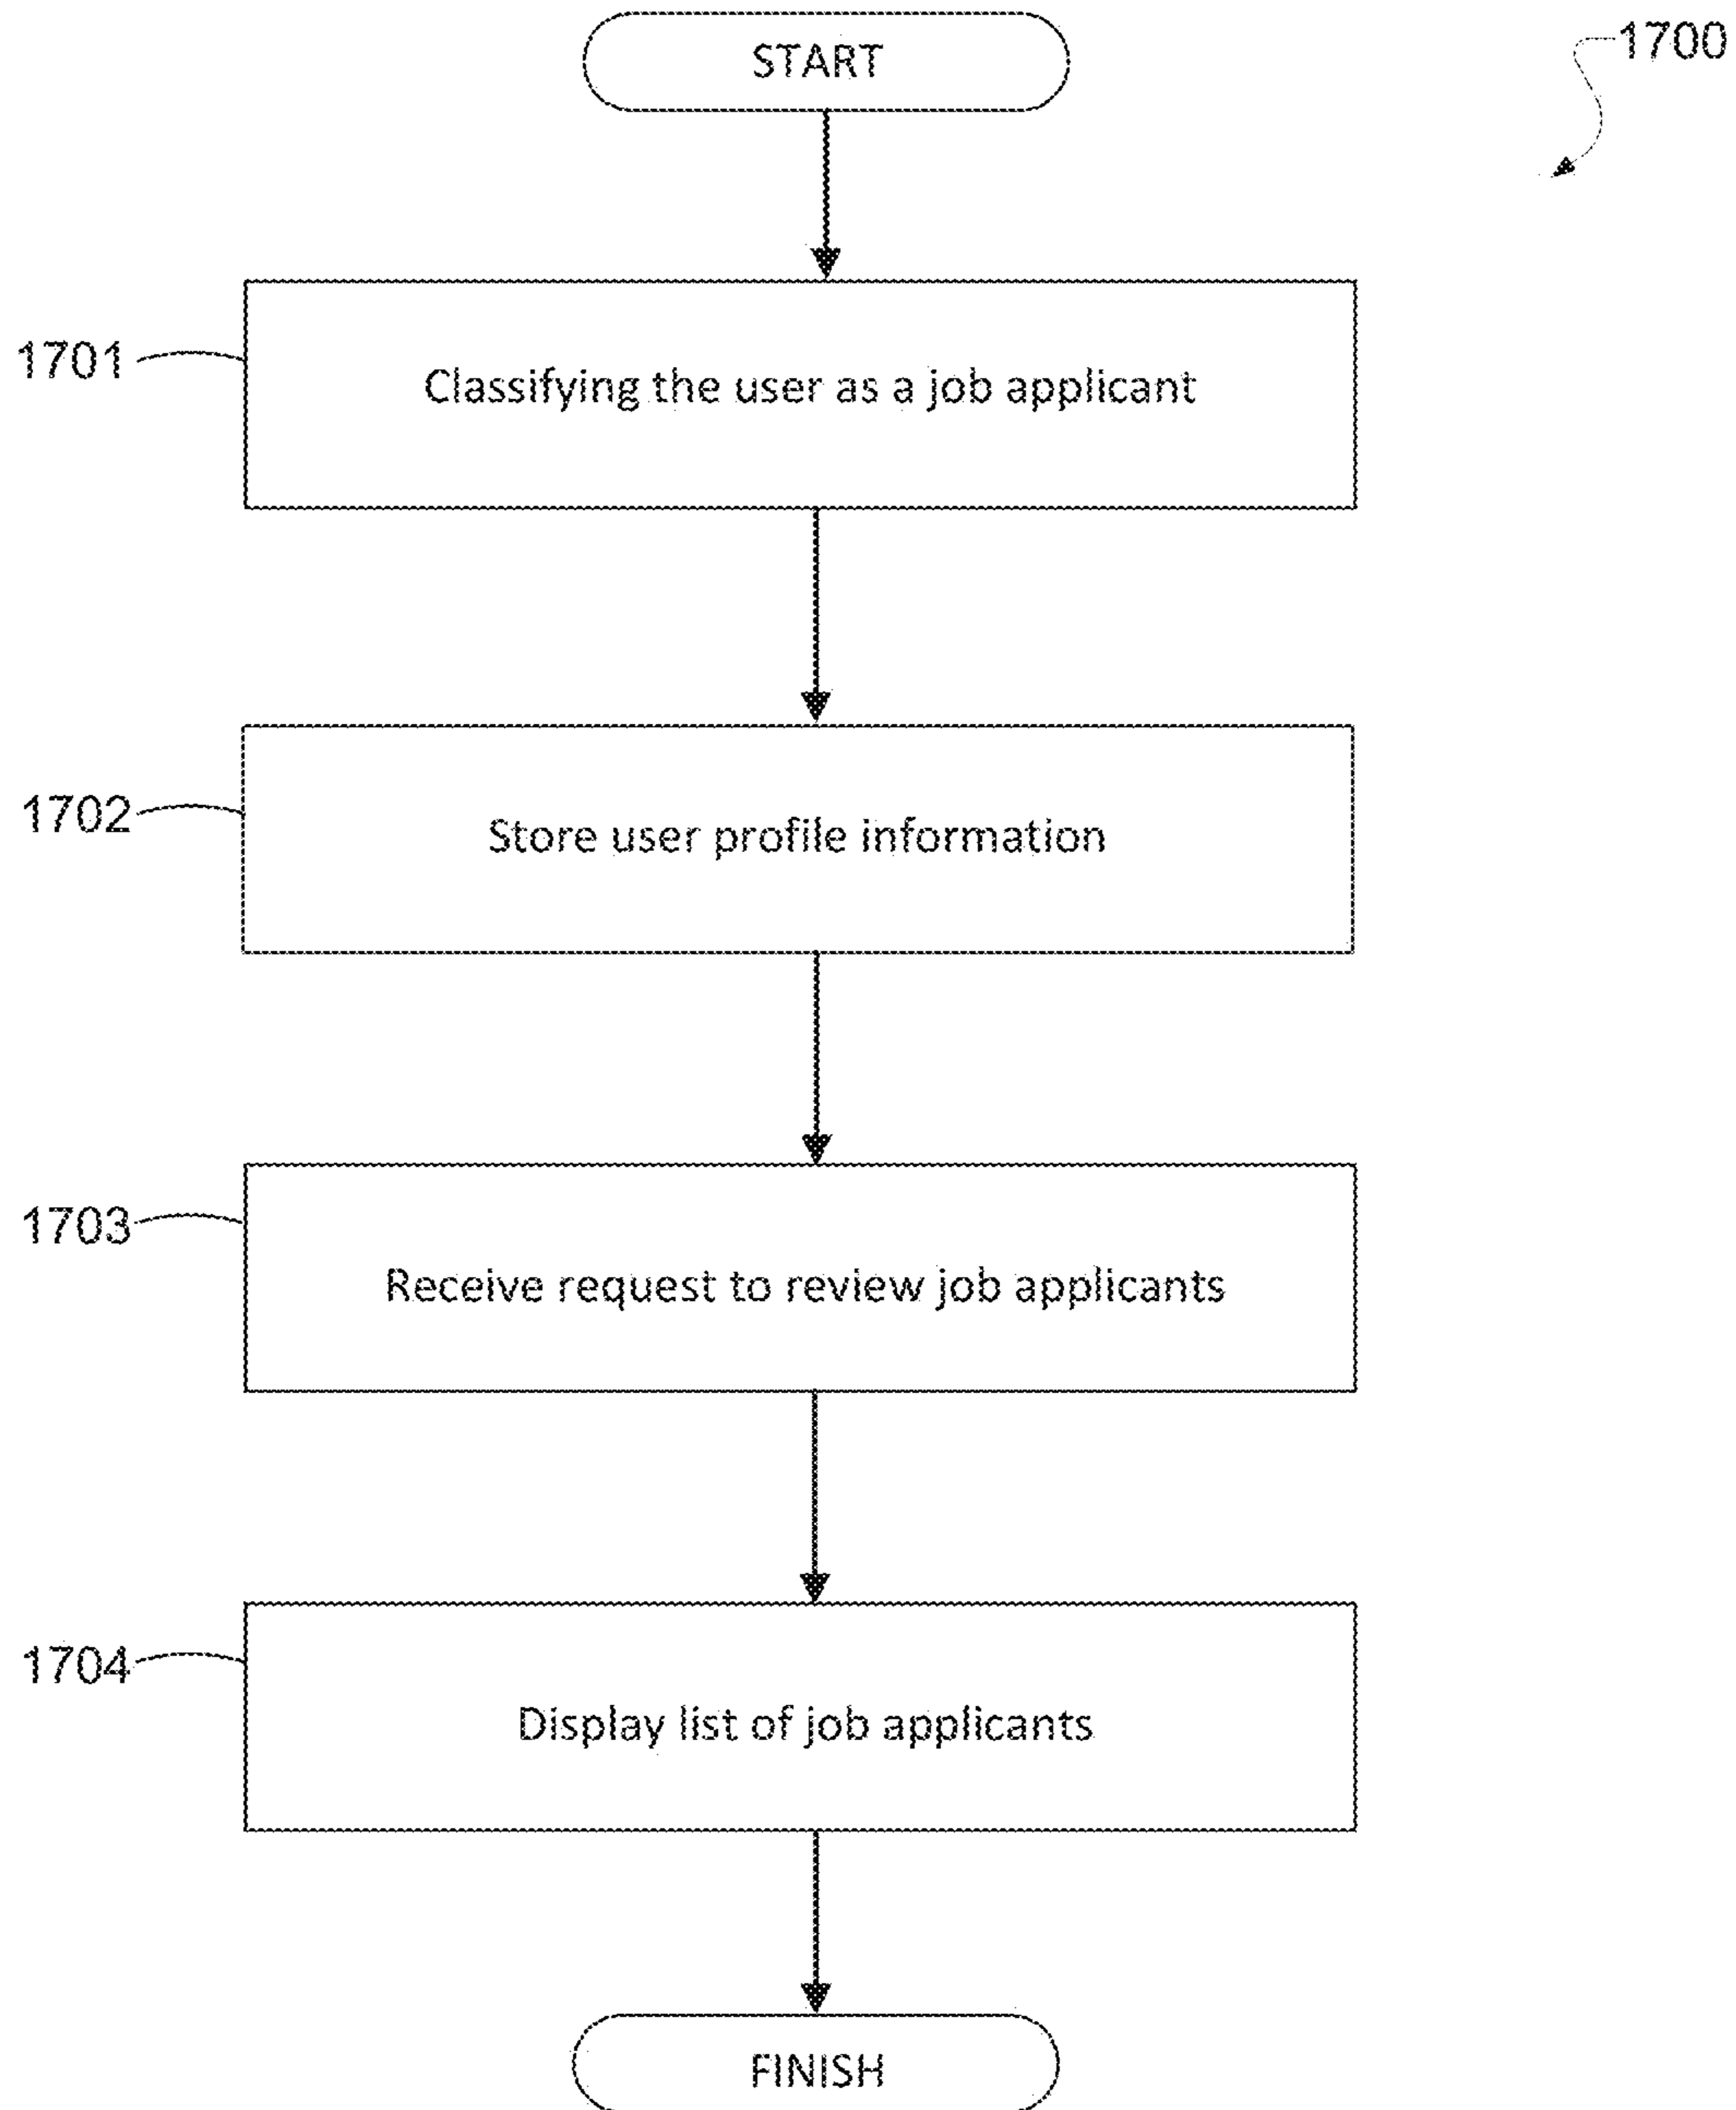 START
1700
1701
Classifying the user as a job applicant
1702
Store user profile information
1703
Receive request to review job applicants
1704
Display list of job applicants
FINISH